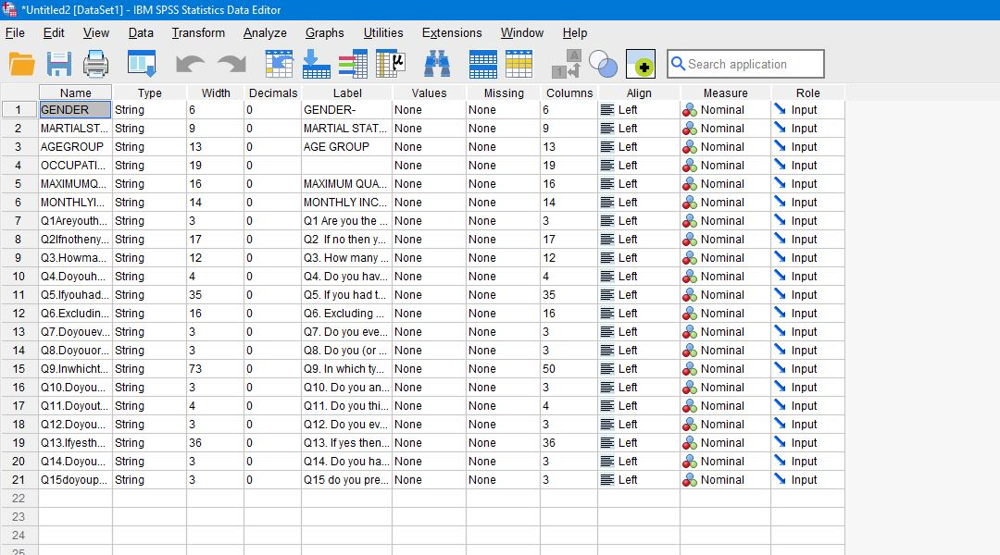 *Untitled2 [DataSet1] - IBM SPSS Statistics Data Editor
File Edit View Data Transform Analyze Graphs Utilities Extensions Window Help
Search application
Name Type Width Decimals Label Values Missing Columns Align Measure Role
1 GENDER String 6 0 GENDER- None None 6 Left Nominal Input
2 MARTIALST... String 9 0 MARTIAL STAT... None None 9 Left Nominal Input
3 AGEGROUP String 13 0 AGE GROUP None None 13 Left Nominal Input
4 OCCUPATI... String 19 0 None None 19 Left Nominal Input
5 MAXIMUMQ... String 16 0 MAXIMUM QUA... None None 16 Left Nominal Input
6 MONTHLYI... String 14 0 MONTHLY INC... None None 14 Left Nominal Input
7 Q1Areyouth... String 3 0 Q1 Are you the ... None None 3 Left Nominal Input
8 Q2Ifnotheny... String 17 0 Q2 If no then y... None None 17 Left Nominal Input
9 Q3.Howma... String 12 0 Q3. How many ... None None 12 Left Nominal Input
10 Q4.Doyouh... String 4 0 Q4. Do you hav... None None 4 Left Nominal Input
11 Q5.Ifyouhad... String 35 0 Q5. If you had t... None None 35 Left Nominal Input
12 Q6.Excludin... String 16 0 Q6. Excluding ... None None 16 Left Nominal Input
13 Q7.Doyouev... String 3 0 Q7. Do you eve... None None 3 Left Nominal Input
14 Q8.Doyouor... String 3 0 Q8. Do you (or ... None None 3 Left Nominal Input
15 Q9.Inwhicht... String 73 0 Q9. In which ty... None None 50 Left Nominal Input
16 Q10.Doyou... String 3 0 Q10. Do you an... None None 3 Left Nominal Input
17 Q11.Doyout... String 4 0 Q11. Do you thi... None None 4 Left Nominal Input
18 Q12.Doyou... String 3 0 Q12. Do you ev... None None 3 Left Nominal Input
19 Q13.Ifyesth... String 36 0 Q13. If yes then... None None 36 Left Nominal Input
20 Q14.Doyou... String 3 0 Q14. Do you ha... None None 3 Left Nominal Input
21 Q15doyoup... String 3 0 Q15 do you pre... None None 3 Left Nominal Input
22
23
24
25